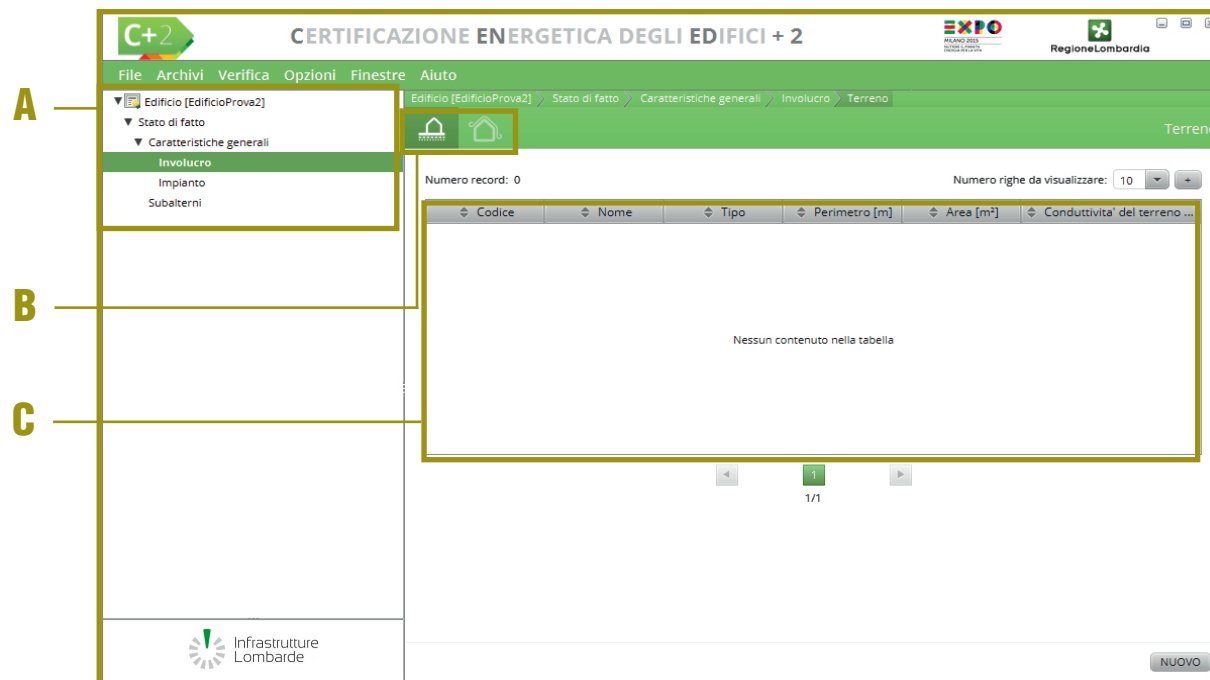 C+2
CERTIFICAZIONE ENERGETICA DEGLI EDIFICI + 2
EXPO
MILANO 2015
RegioneLombardia
File Archivi Verifica Opzioni Finestre Aiuto
A
Edificio [EdificioProva2]
Stato di fatto
Caratteristiche generali
Involucro
Impianto
Subalterni
Edificio [EdificioProva2] Stato di fatto Caratteristiche generali Involucro Terreno
Terreno
Numero record: 0
Numero righe da visualizzare: 10 +
Codice Nome Tipo Perimetro [m] Area [m²] Conduttivita' del terreno ...
B
Nessun contenuto nella tabella
C
1
1/1
Infrastrutture
Lombarde
NUOVO